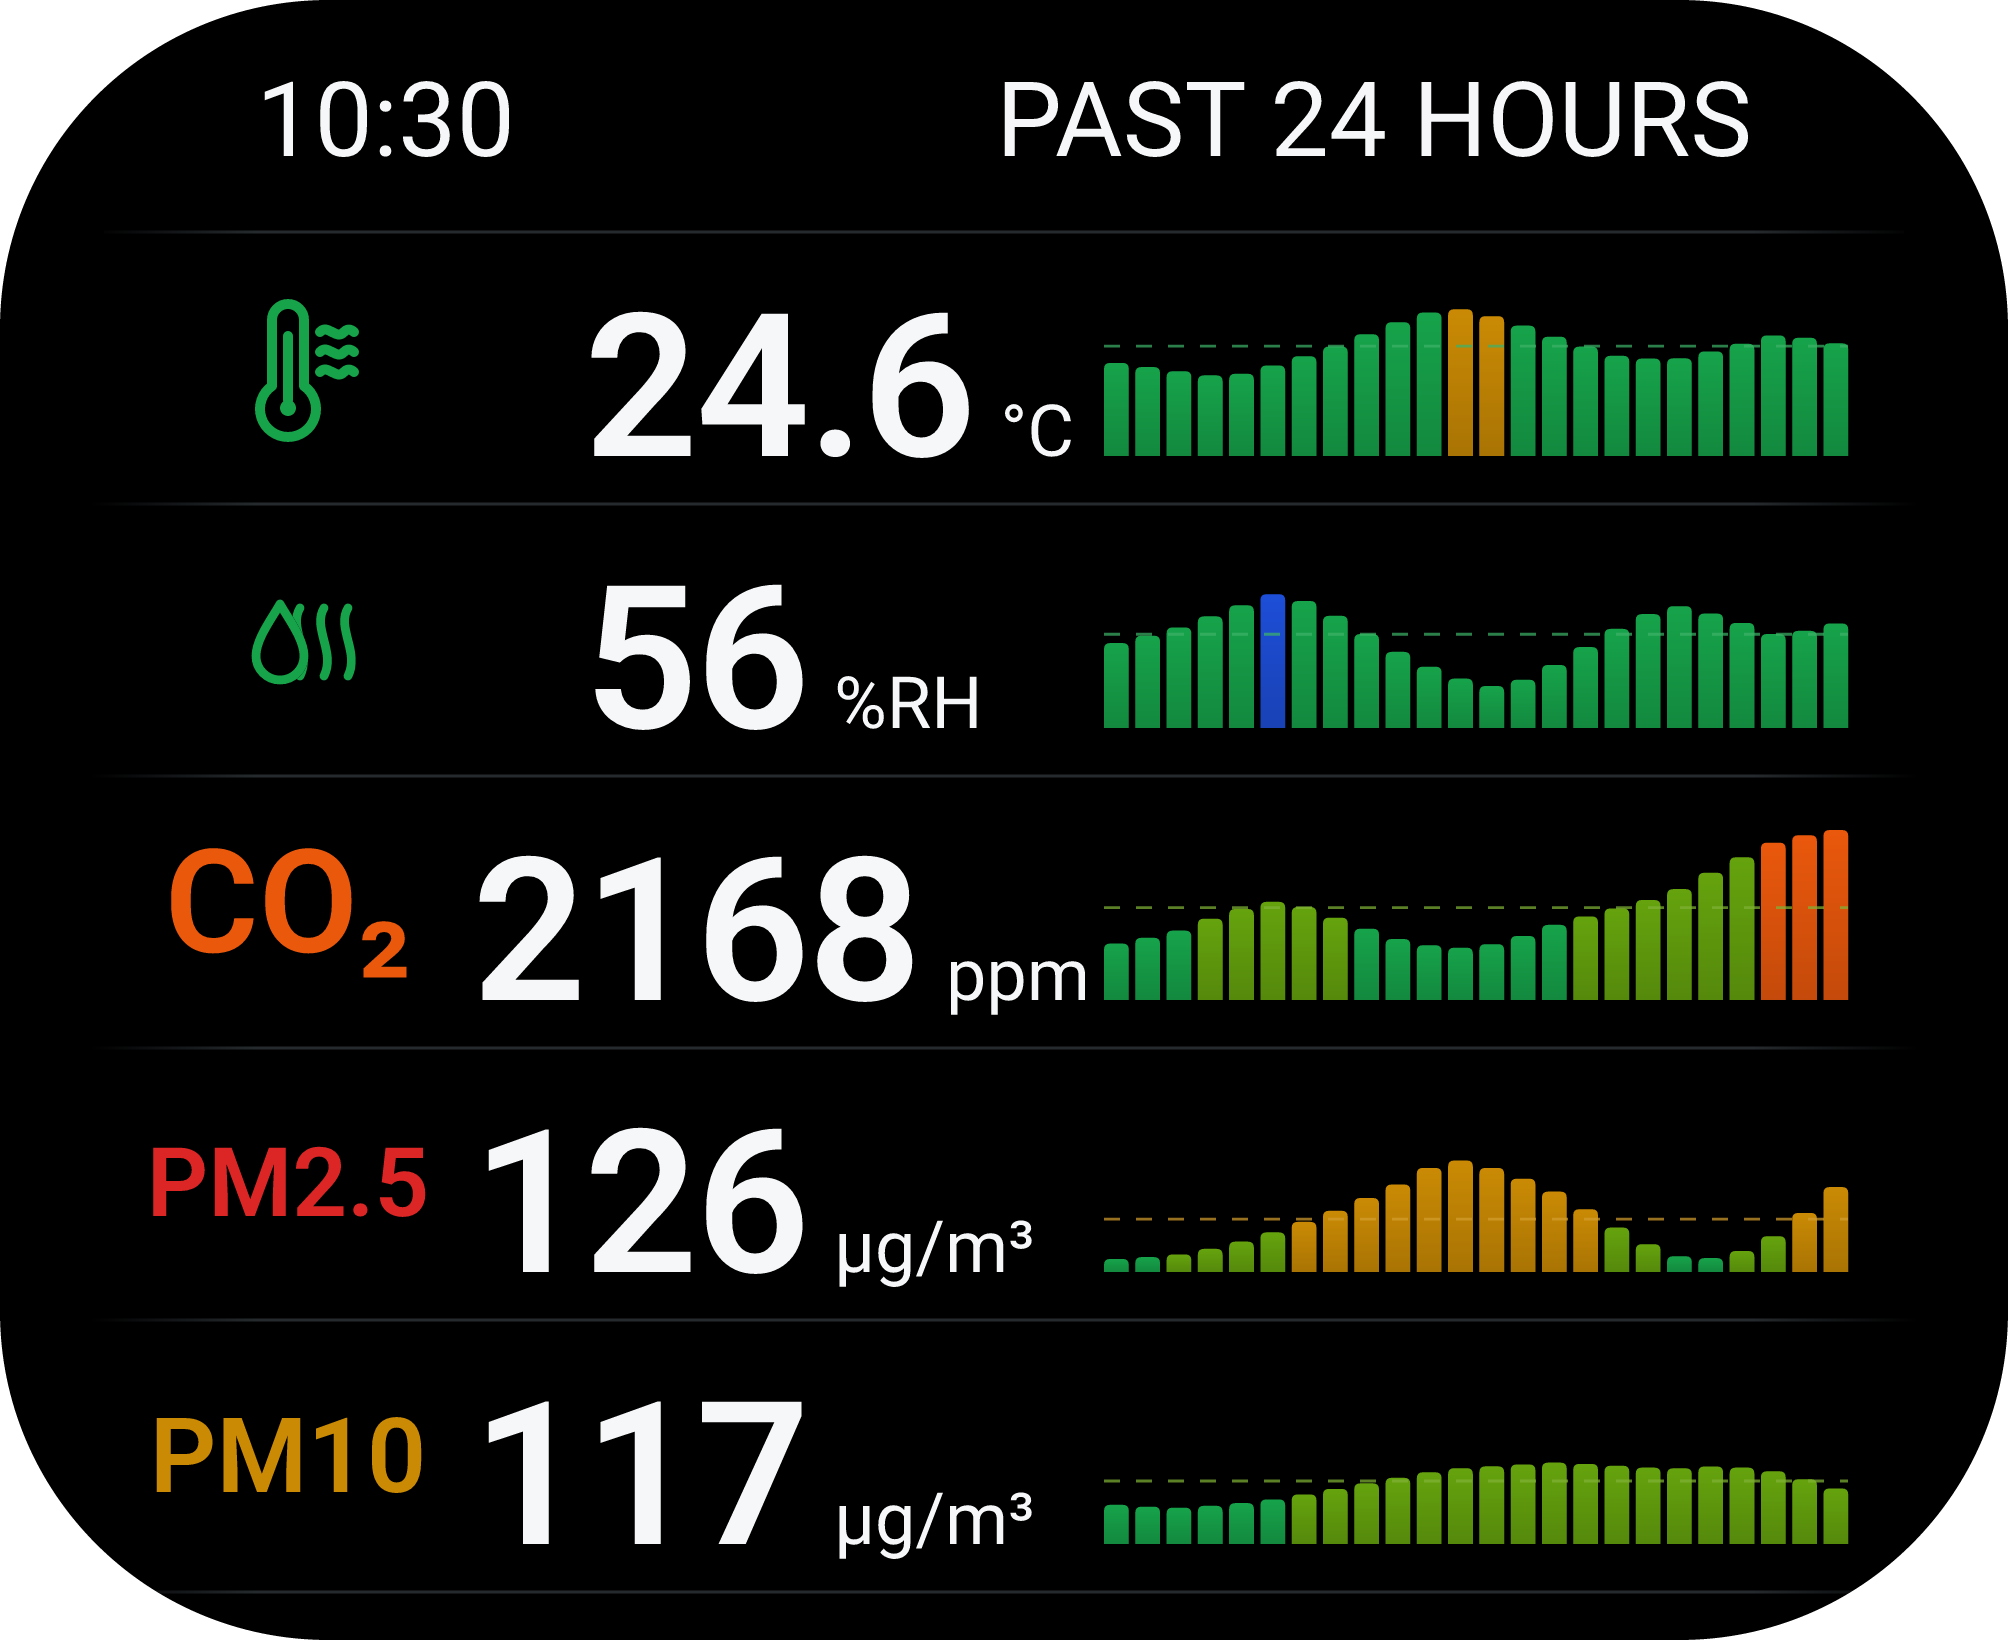 10:30 PAST 24 HOURS
24.6 °C
56 %RH
CO₂ 2168 ppm
PM2.5 126 µg/m³
PM10 117 µg/m³